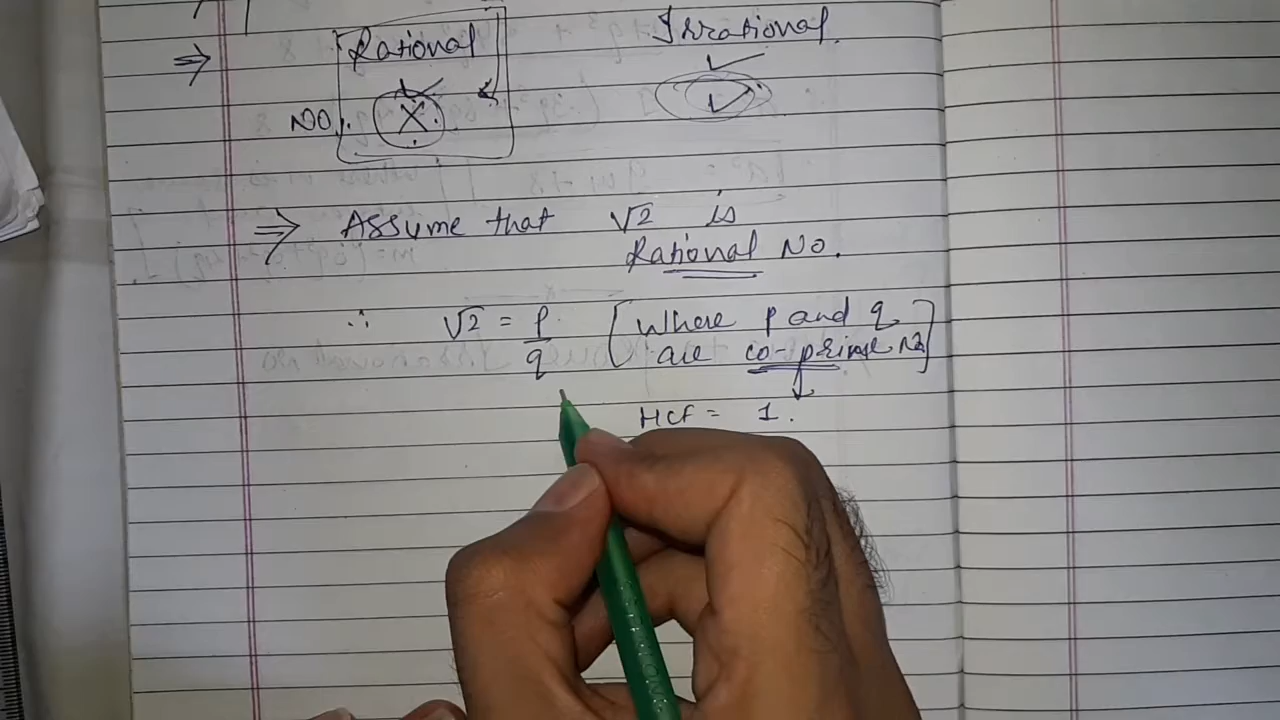 ⇒ Rational Irrational.
✓ ✓
NO. X ✓
⇒ Assume that √2 is
Rational No.
∴ √2 = p/q [Where p and q
are co-prime No]
HCF = 1.